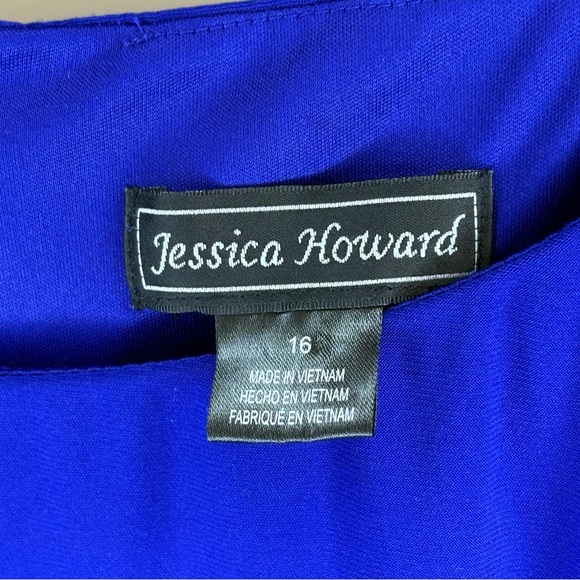 Jessica Howard
16
MADE IN VIETNAM
HECHO EN VIETNAM
FABRIQUÉ EN VIETNAM